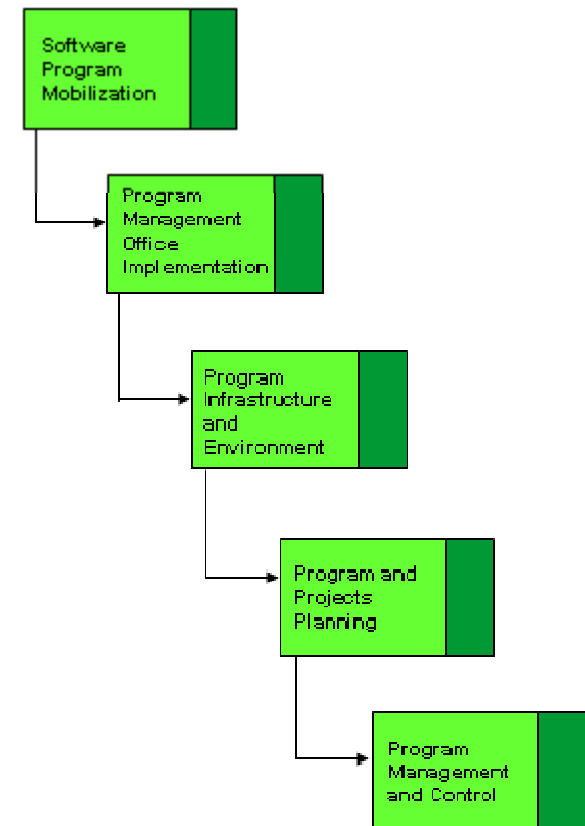 Software
Program
Mobilization
Program
Management
Office
Implementation
Program
Infrastructure
and
Environment
Program and
Projects
Planning
Program
Management
and Control